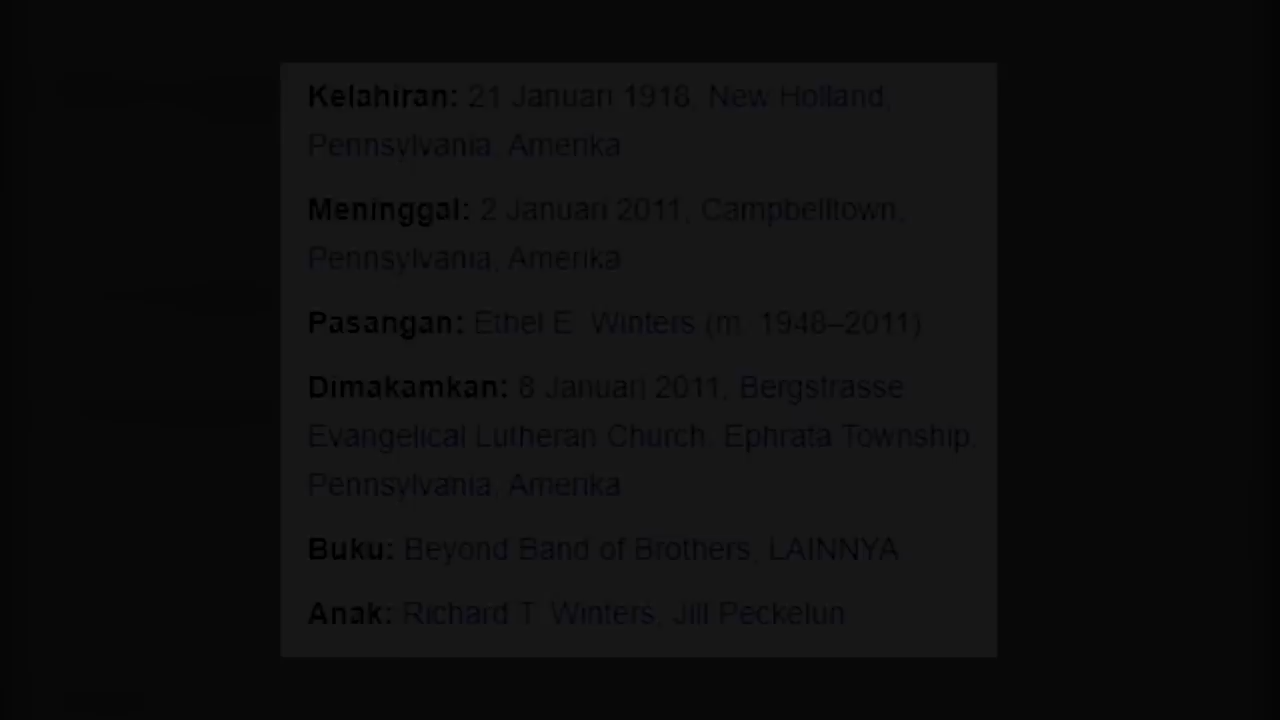 Kelahiran: 21 Januari 1918, New Holland,
Pennsylvania, Amerika
Meninggal: 2 Januari 2011, Campbelltown,
Pennsylvania, Amerika
Pasangan: Ethel E. Winters (m. 1948–2011)
Dimakamkan: 8 Januari 2011, Bergstrasse
Evangelical Lutheran Church, Ephrata Township,
Pennsylvania, Amerika
Buku: Beyond Band of Brothers, LAINNYA
Anak: Richard T. Winters, Jill Peckelun